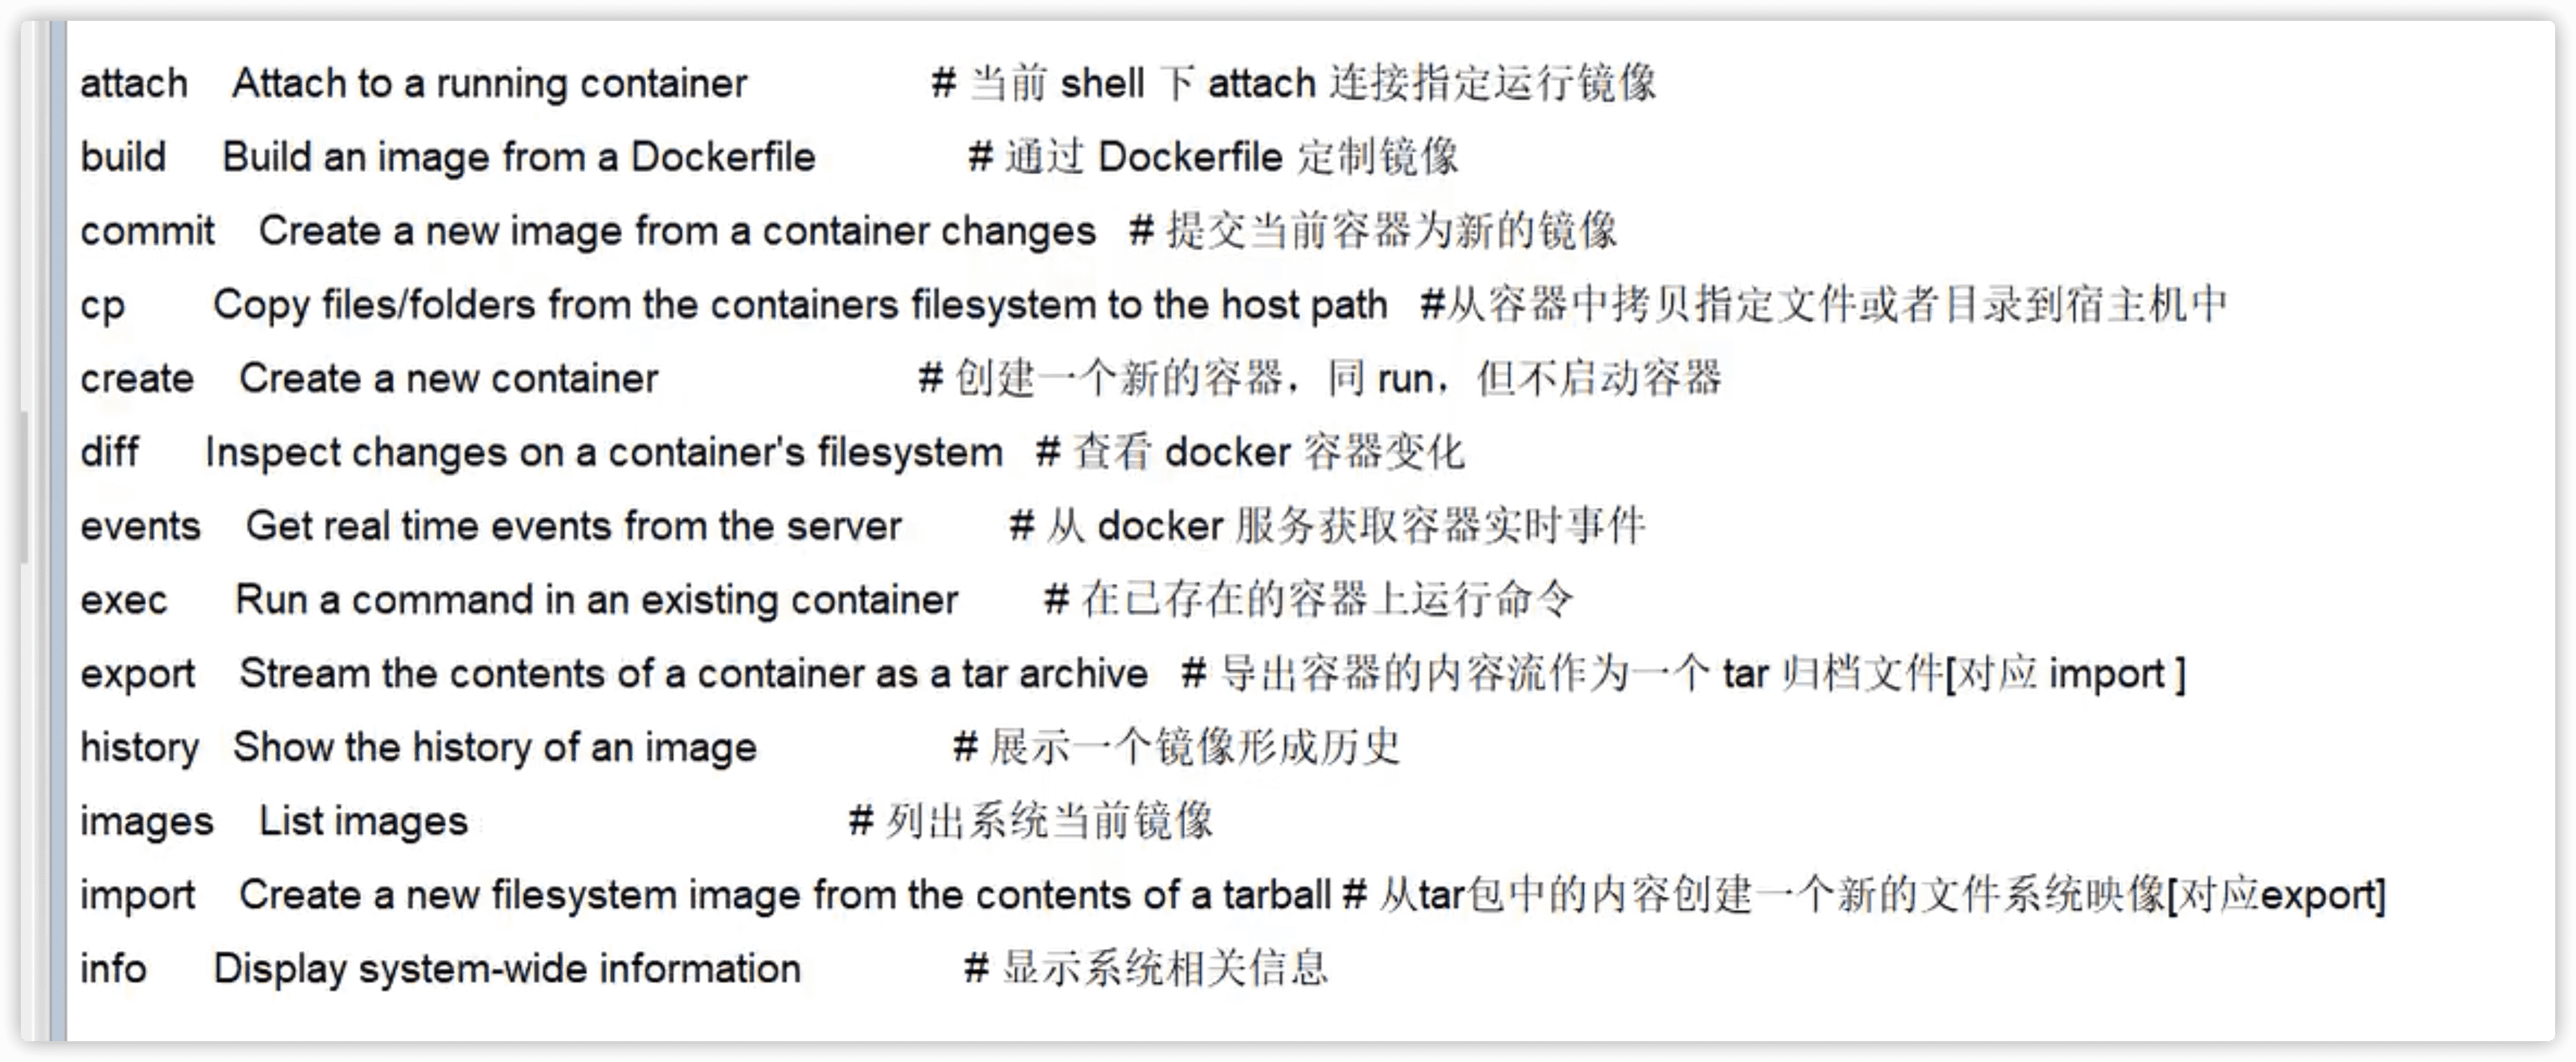 attach Attach to a running container # 当前 shell 下 attach 连接指定运行镜像
build Build an image from a Dockerfile # 通过 Dockerfile 定制镜像
commit Create a new image from a container changes # 提交当前容器为新的镜像
cp Copy files/folders from the containers filesystem to the host path #从容器中拷贝指定文件或者目录到宿主机中
create Create a new container # 创建一个新的容器，同 run，但不启动容器
diff Inspect changes on a container's filesystem # 查看 docker 容器变化
events Get real time events from the server # 从 docker 服务获取容器实时事件
exec Run a command in an existing container # 在已存在的容器上运行命令
export Stream the contents of a container as a tar archive # 导出容器的内容流作为一个 tar 归档文件[对应 import ]
history Show the history of an image # 展示一个镜像形成历史
images List images # 列出系统当前镜像
import Create a new filesystem image from the contents of a tarball # 从tar包中的内容创建一个新的文件系统映像[对应export]
info Display system-wide information # 显示系统相关信息